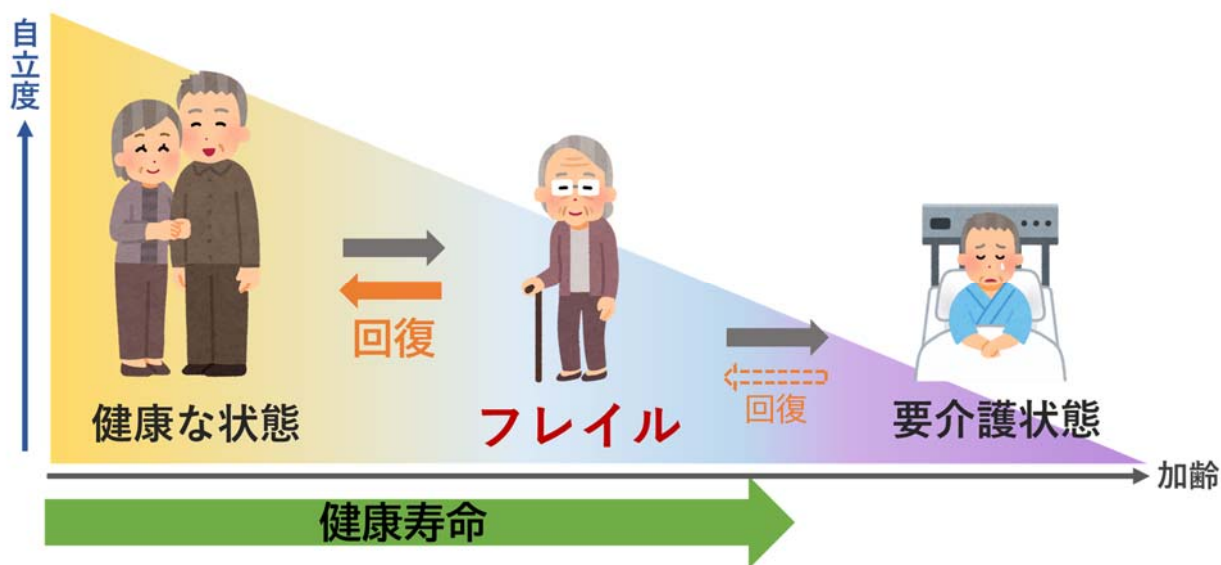 自立度
回復
回復
健康な状態
フレイル
要介護状態
加齢
健康寿命